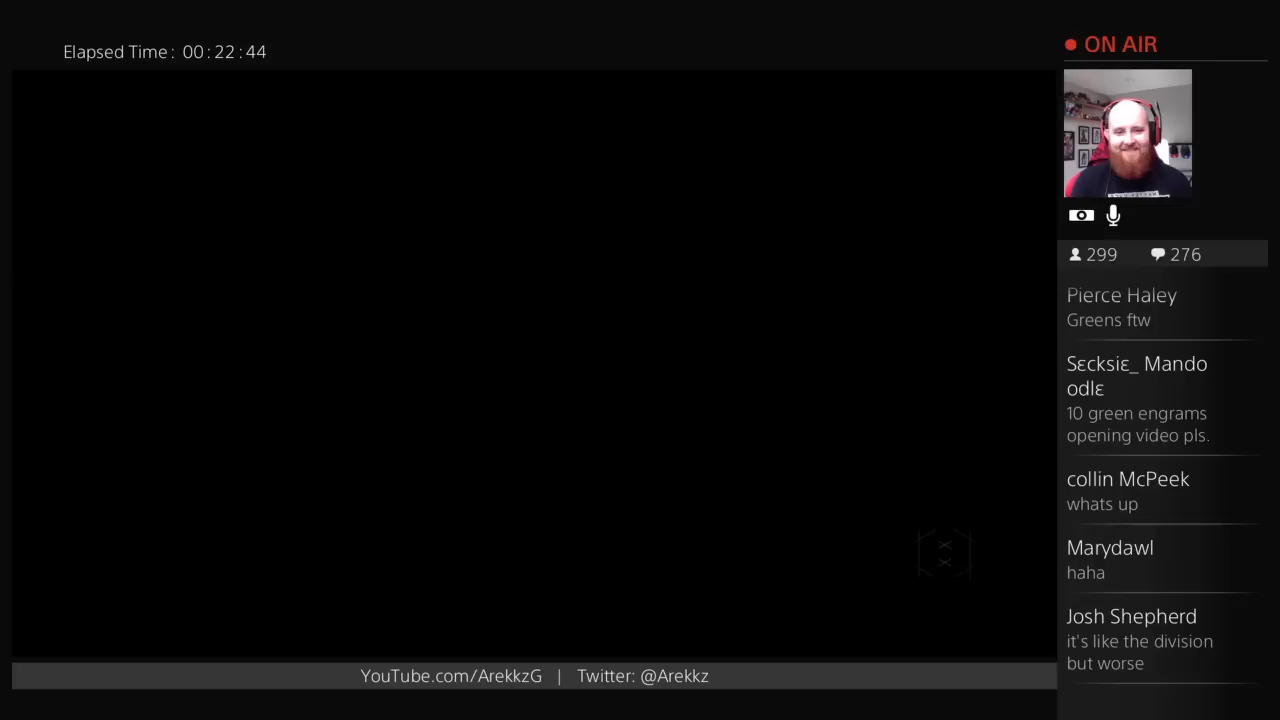 Elapsed Time: 00:22:44
ON AIR
299 276
Pierce Haley
Greens ftw
Sεcksiε_ Mando
odlε
10 green engrams
opening video pls.
collin McPeek
whats up
Marydawl
haha
Josh Shepherd
it's like the division
but worse
YouTube.com/ArekkzG | Twitter: @Arekkz